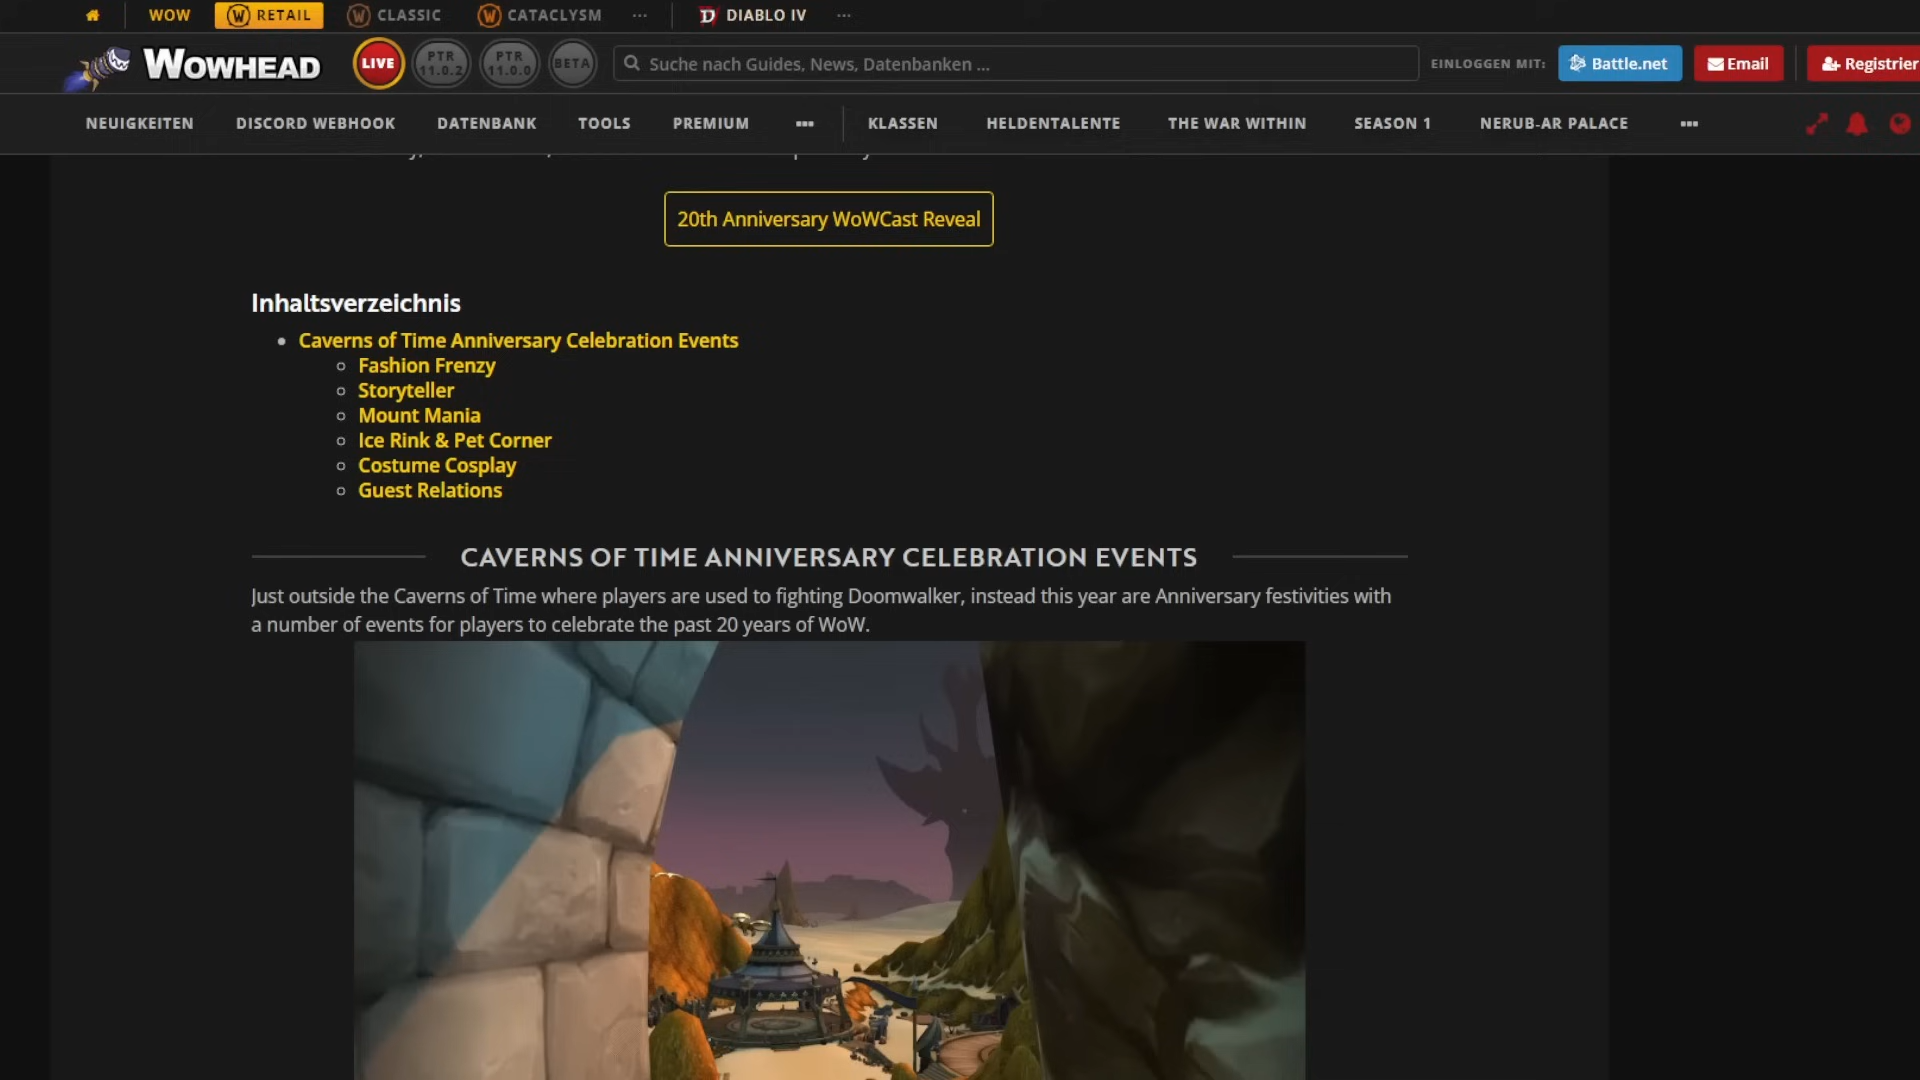 WOW
RETAIL
CLASSIC
CATACLYSM
...
DIABLO IV
...
WOWHEAD
LIVE
PTR 11.0.2
PTR 11.0.0
BETA
Suche nach Guides, News, Datenbanken ...
EINLOGGEN MIT:
Battle.net
Email
Registrier
NEUIGKEITEN
DISCORD WEBHOOK
DATENBANK
TOOLS
PREMIUM
...
KLASSEN
HELDENTALENTE
THE WAR WITHIN
SEASON 1
NERUB-AR PALACE
...
20th Anniversary WoWCast Reveal
Inhaltsverzeichnis
Caverns of Time Anniversary Celebration Events
Fashion Frenzy
Storyteller
Mount Mania
Ice Rink & Pet Corner
Costume Cosplay
Guest Relations
CAVERNS OF TIME ANNIVERSARY CELEBRATION EVENTS
Just outside the Caverns of Time where players are used to fighting Doomwalker, instead this year are Anniversary festivities with
a number of events for players to celebrate the past 20 years of WoW.